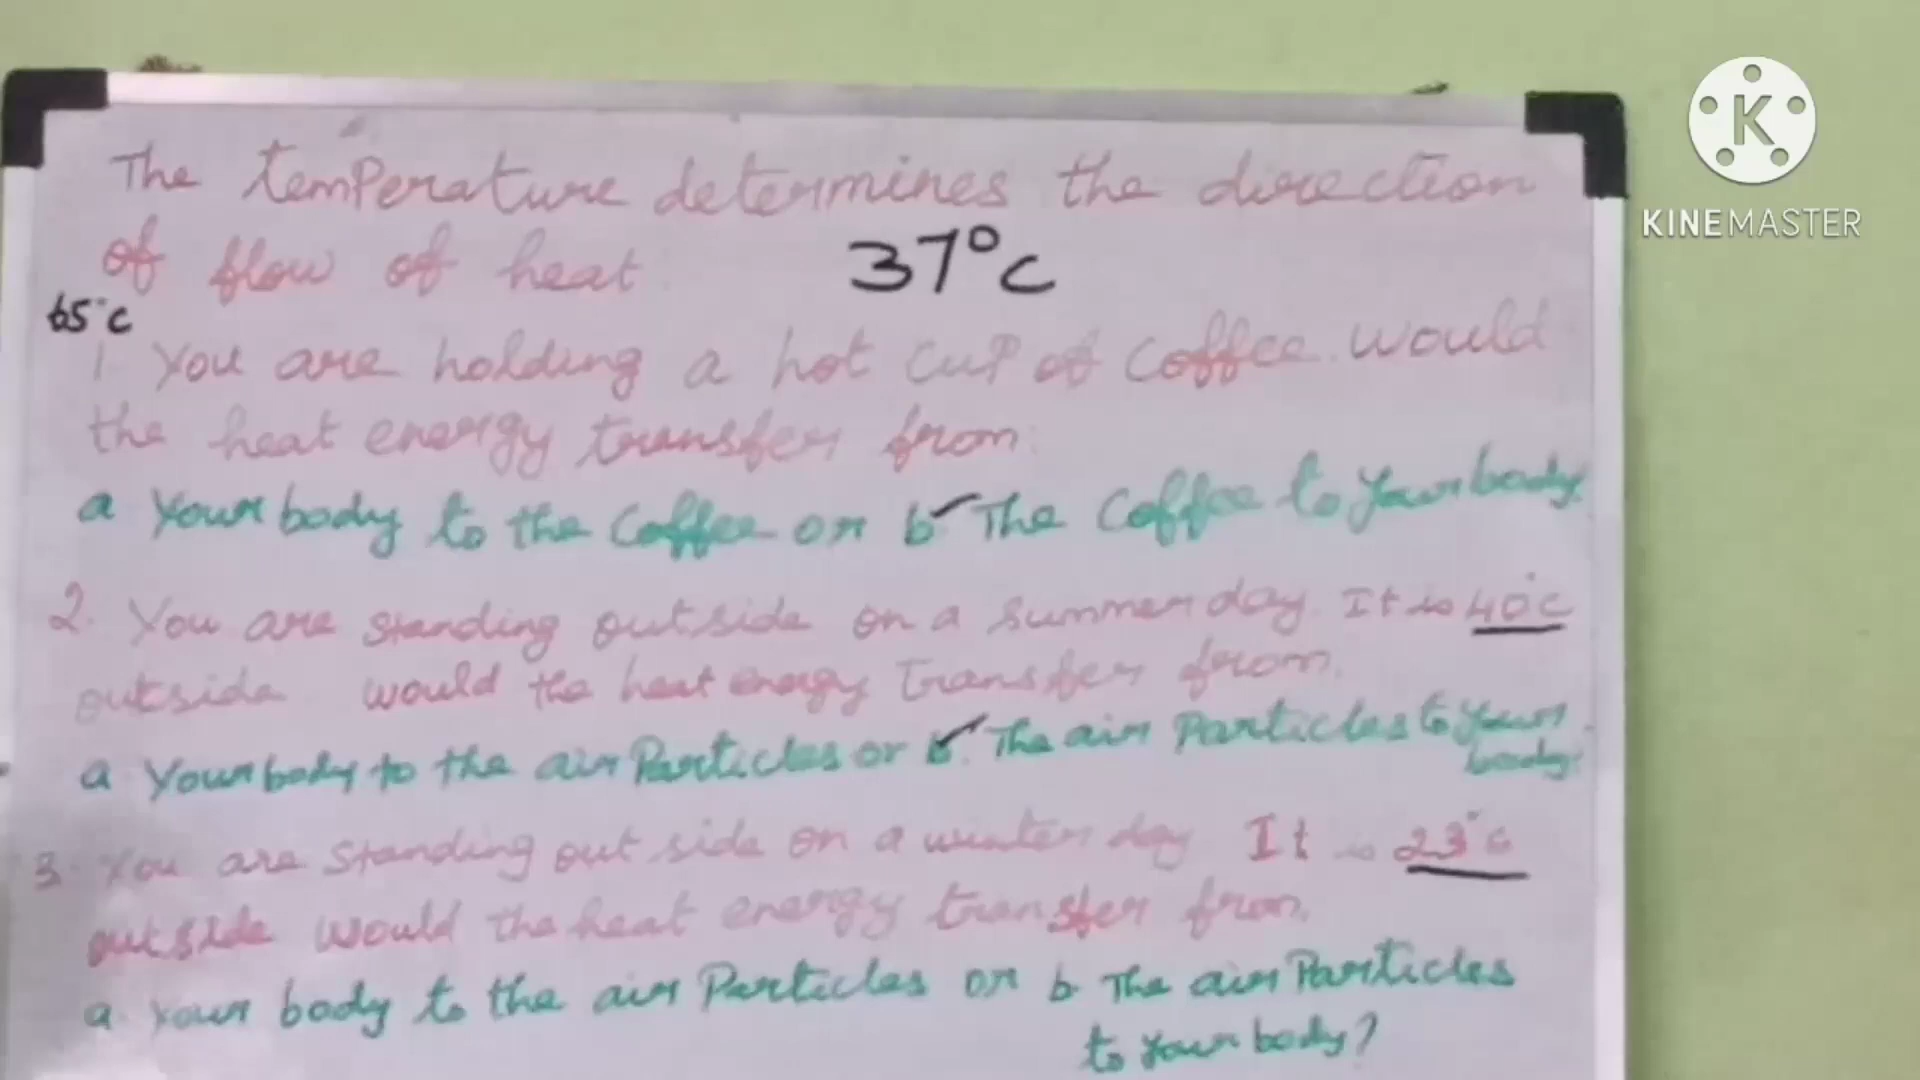 The temperature determines the direction
of flow of heat. 37°C
65°C
1. You are holding a hot cup of coffee. Would
the heat energy transfer from:
a Your body to the coffee or b The Coffee to Your body.
2. You are standing outside on a summer day. It is 40°C
outside would the heat energy Transfer from.
a Your body to the air Particles or b. The air Particles to Your
body.
3. You are standing out side on a winter day It is 23°C
outside would the heat energy transfer from.
a. Your body to the air Particles or b The air Particles
to Your body?
K
KINEMASTER